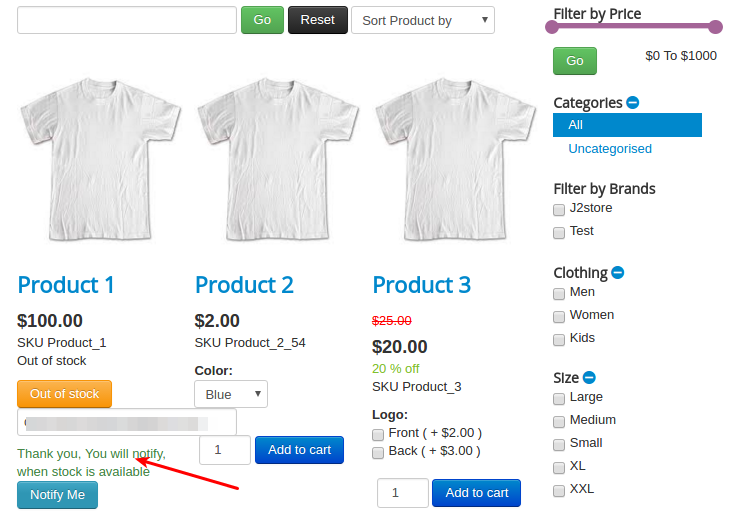 Go
Reset
Sort Product by
Product 1
$100.00
SKU Product_1
Out of stock
Out of stock
Thank you, You will notify,
when stock is available
Notify Me
Product 2
$2.00
SKU Product_2_54
Color:
Blue
1
Add to cart
Product 3
$25.00
$20.00
20 % off
SKU Product_3
Logo:
Front ( + $2.00 )
Back ( + $3.00 )
1
Add to cart
Filter by Price
Go
$0 To $1000
Categories
All
Uncategorised
Filter by Brands
J2store
Test
Clothing
Men
Women
Kids
Size
Large
Medium
Small
XL
XXL